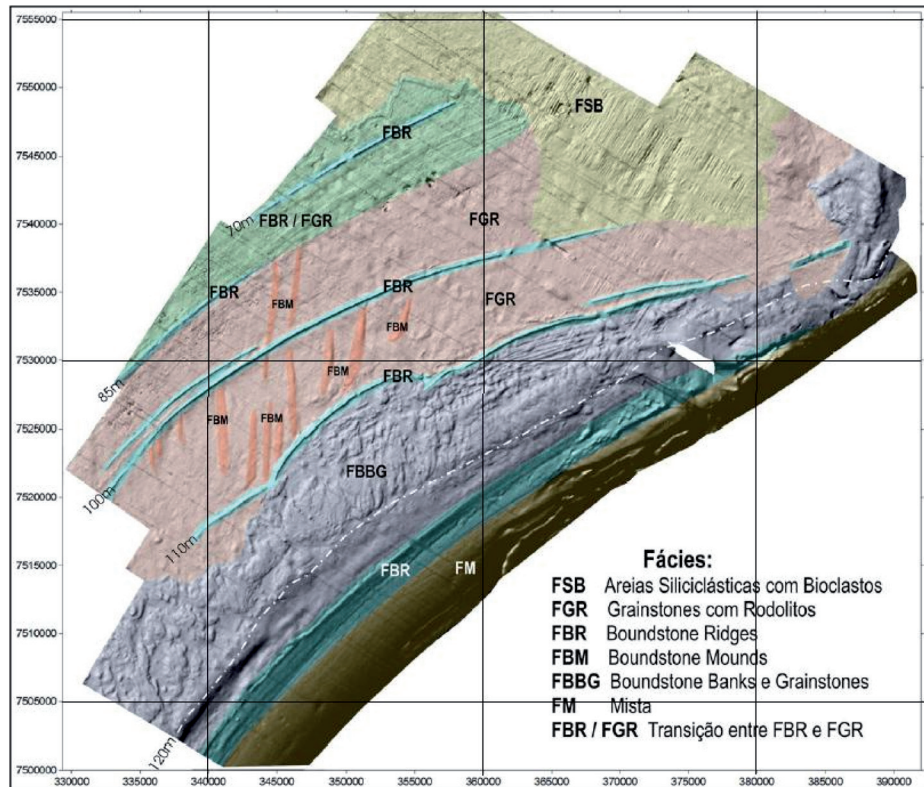 7555000
7550000
FSB
FBR
7545000
70m
FBR / FGR
FGR
7540000
FBR
FBR
FGR
7535000
FBM
FBM
7530000
85m
FBM
FBR
FBM
FBM
7525000
FBBG
7520000
100m
110m
7515000
FBR
FM
7510000
7505000
120m
7500000
Fácies:
FSB Areias Siliciclásticas com Bioclastos
FGR Grainstones com Rodolitos
FBR Boundstone Ridges
FBM Boundstone Mounds
FBBG Boundstone Banks e Grainstones
FM Mista
FBR / FGR Transição entre FBR e FGR
330000 335000 340000 345000 350000 355000 360000 365000 370000 375000 380000 385000 390000